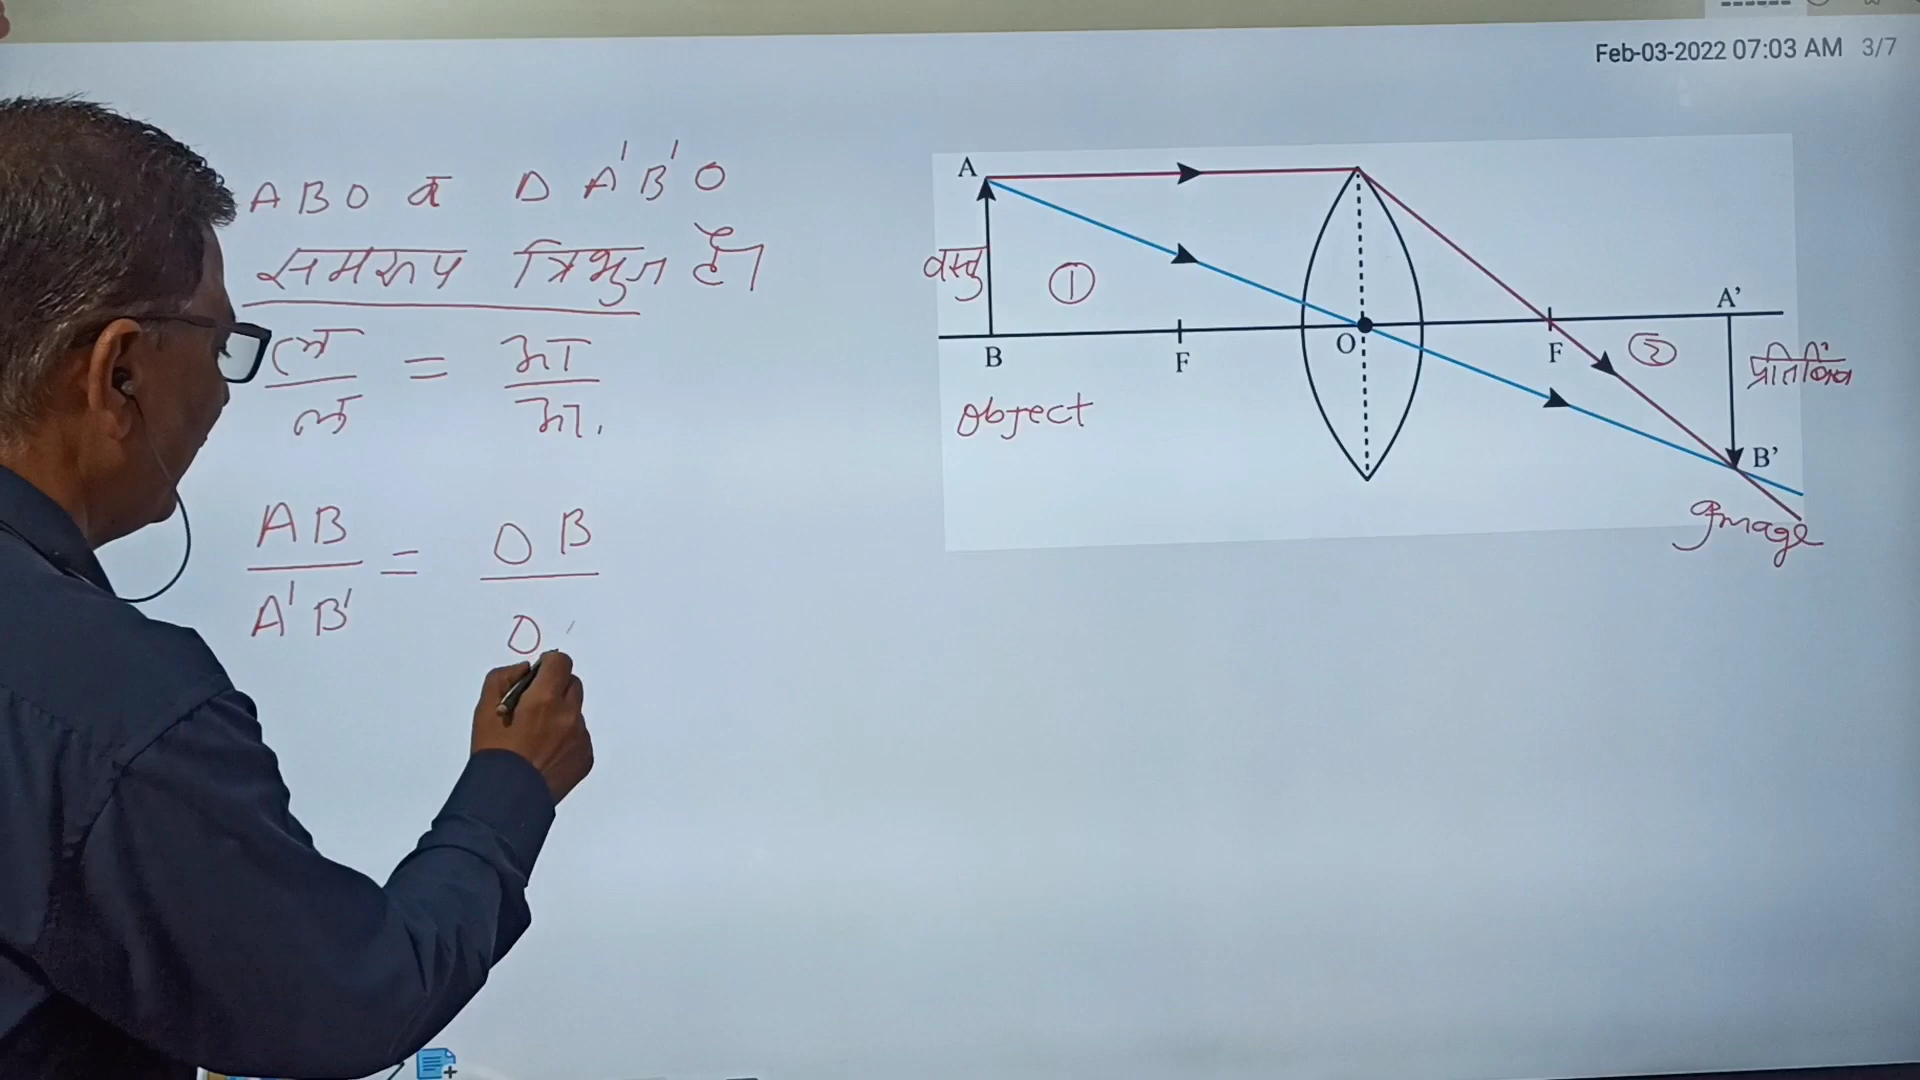 Feb-03-2022 07:03 AM 3/7
ABO व Δ A'B'O
समरूप त्रिभुज है।
ल / ल = आ / आ.
AB / A'B' = OB / O
A
वस्तु
①
B
F
O
F
②
A'
प्रतिबिंब
B'
Object
Image